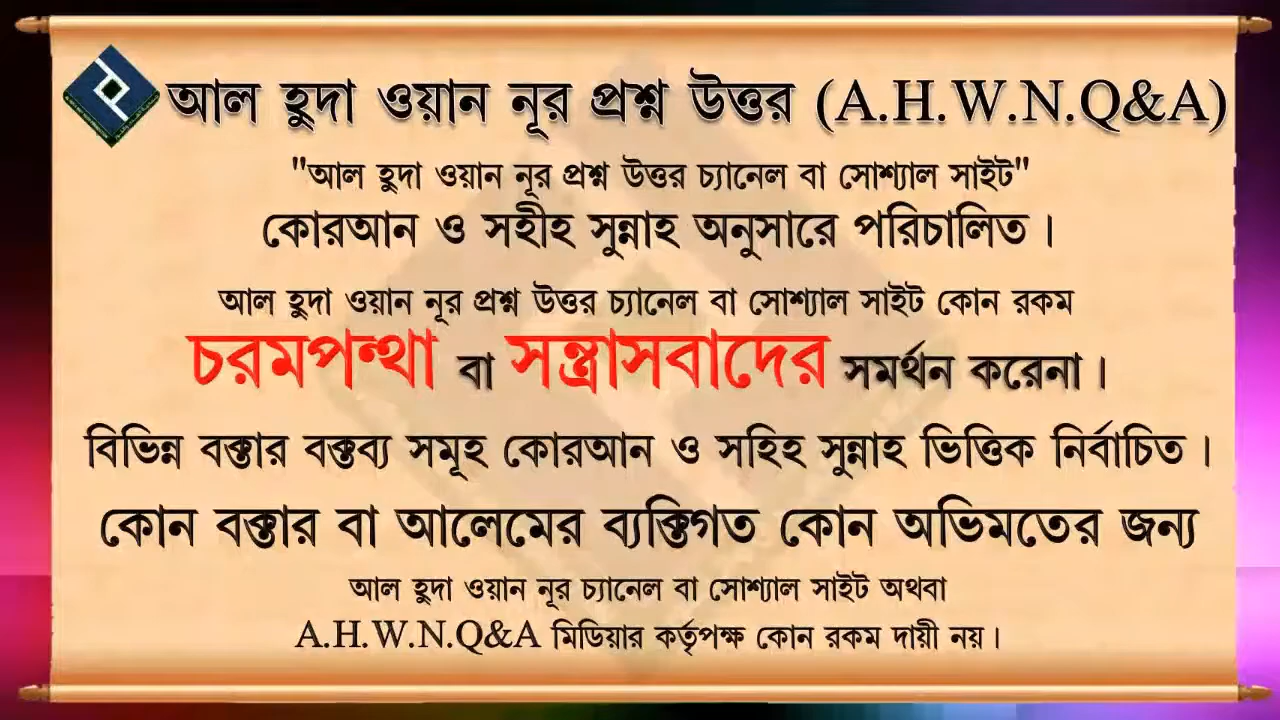 আল হুদা ওয়ান নূর প্রশ্ন উত্তর (A.H.W.N.Q&A)
"আল হুদা ওয়ান নূর প্রশ্ন উত্তর চ্যানেল বা সোশ্যাল সাইট"
কোরআন ও সহীহ সুন্নাহ অনুসারে পরিচালিত।
আল হুদা ওয়ান নূর প্রশ্ন উত্তর চ্যানেল বা সোশ্যাল সাইট কোন রকম
চরমপন্থা বা সন্ত্রাসবাদের সমর্থন করেনা।
বিভিন্ন বক্তার বক্তব্য সমূহ কোরআন ও সহিহ সুন্নাহ ভিত্তিক নির্বাচিত।
কোন বক্তার বা আলেমের ব্যক্তিগত কোন অভিমতের জন্য
আল হুদা ওয়ান নূর চ্যানেল বা সোশ্যাল সাইট অথবা
A.H.W.N.Q&A মিডিয়ার কর্তৃপক্ষ কোন রকম দায়ী নয়।